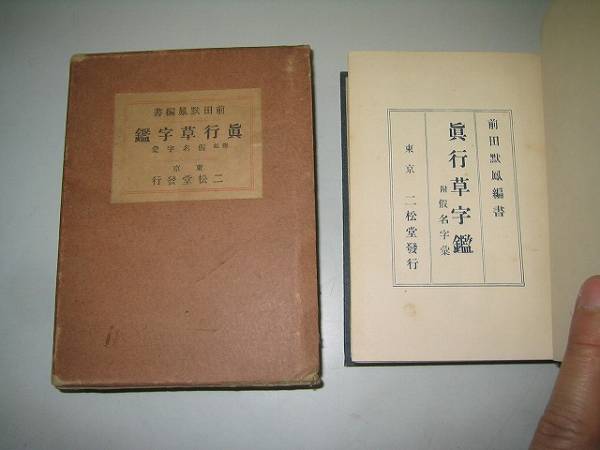 前田默鳳編書
眞行草字鑑
假名字彙
東京
二松堂發行
前田默鳳編書
眞行草字鑑
附假名字彙
東京 二松堂發行